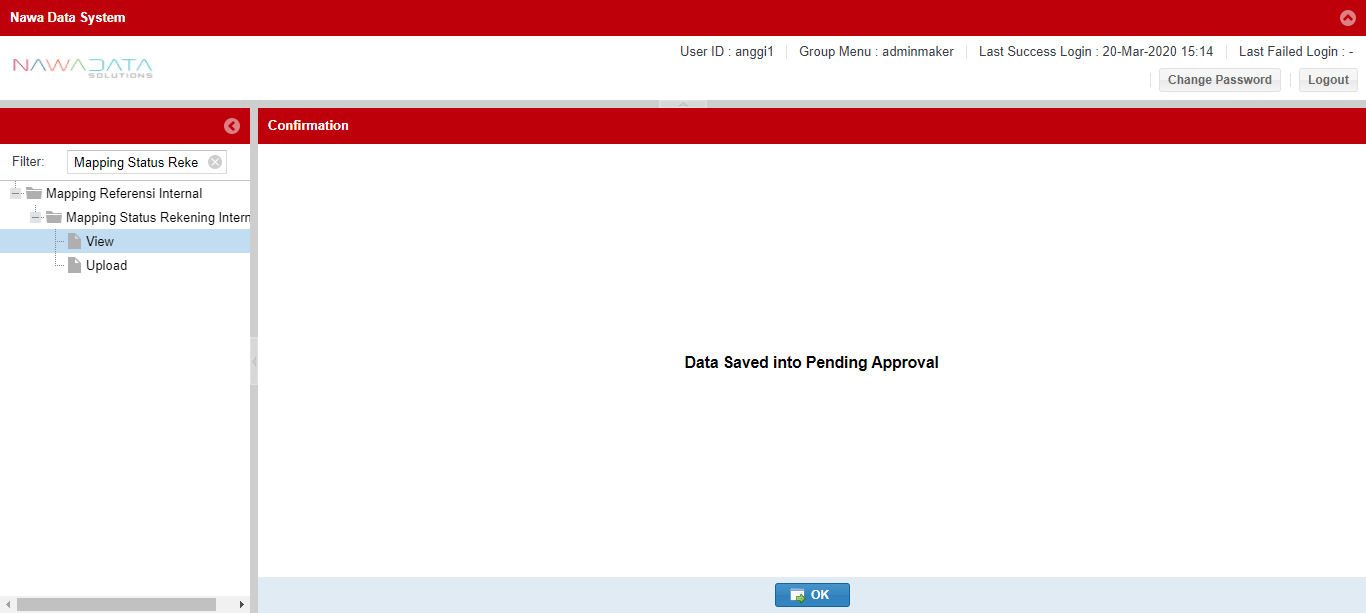 Nawa Data System
NAWADATA
SOLUTIONS
User ID : anggi1
Group Menu : adminmaker
Last Success Login : 20-Mar-2020 15:14
Last Failed Login : -
Change Password
Logout
Filter:
Mapping Status Reke
Mapping Referensi Internal
Mapping Status Rekening Intern
View
Upload
Confirmation
Data Saved into Pending Approval
OK